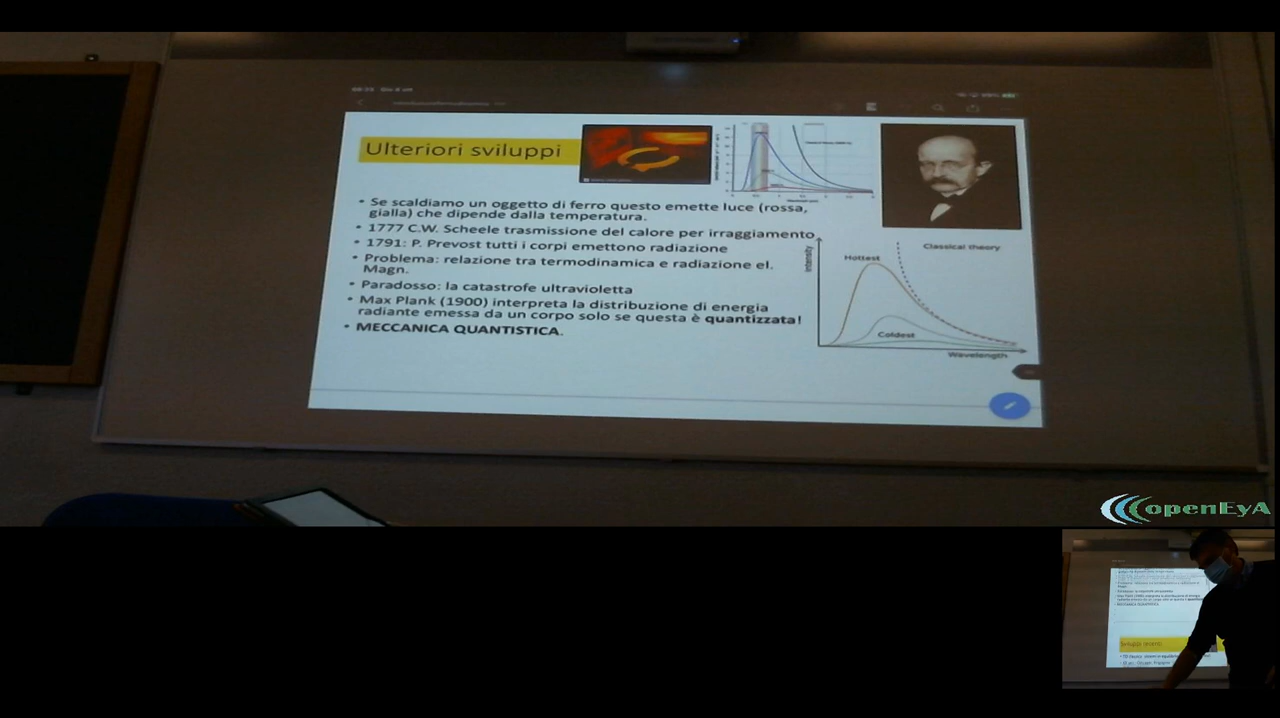 Ulteriori sviluppi
• Se scaldiamo un oggetto di ferro questo emette luce (rossa,
gialla) che dipende dalla temperatura.
• 1777 C.W. Scheele trasmissione del calore per irraggiamento
• 1791: P. Prevost tutti i corpi emettono radiazione
• Problema: relazione tra termodinamica e radiazione el.
Magn.
• Paradosso: la catastrofe ultravioletta
• Max Plank (1900) interpreta la distribuzione di energia
radiante emessa da un corpo solo se questa è quantizzata!
• MECCANICA QUANTISTICA.
Classical theory
Intensity
Hottest
Coldest
Wavelength
openEyA